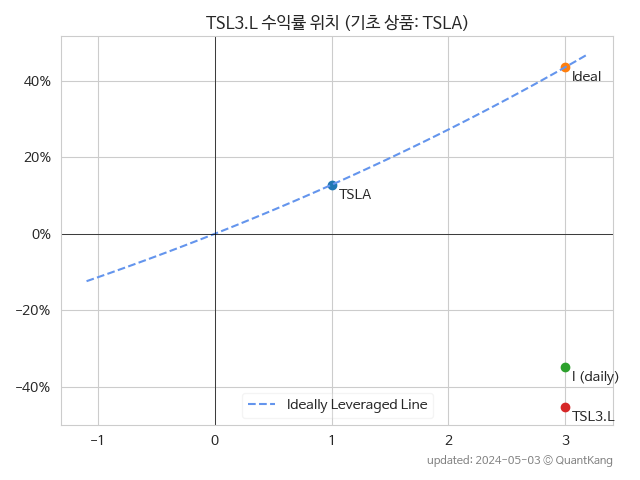 TSL3.L 수익률 위치 (기초 상품: TSLA)
40%
Ideal
20%
TSLA
0%
−20%
I (daily)
−40%
Ideally Leveraged Line
TSL3.L
−1
0
1
2
3
updated: 2024-05-03 © QuantKang